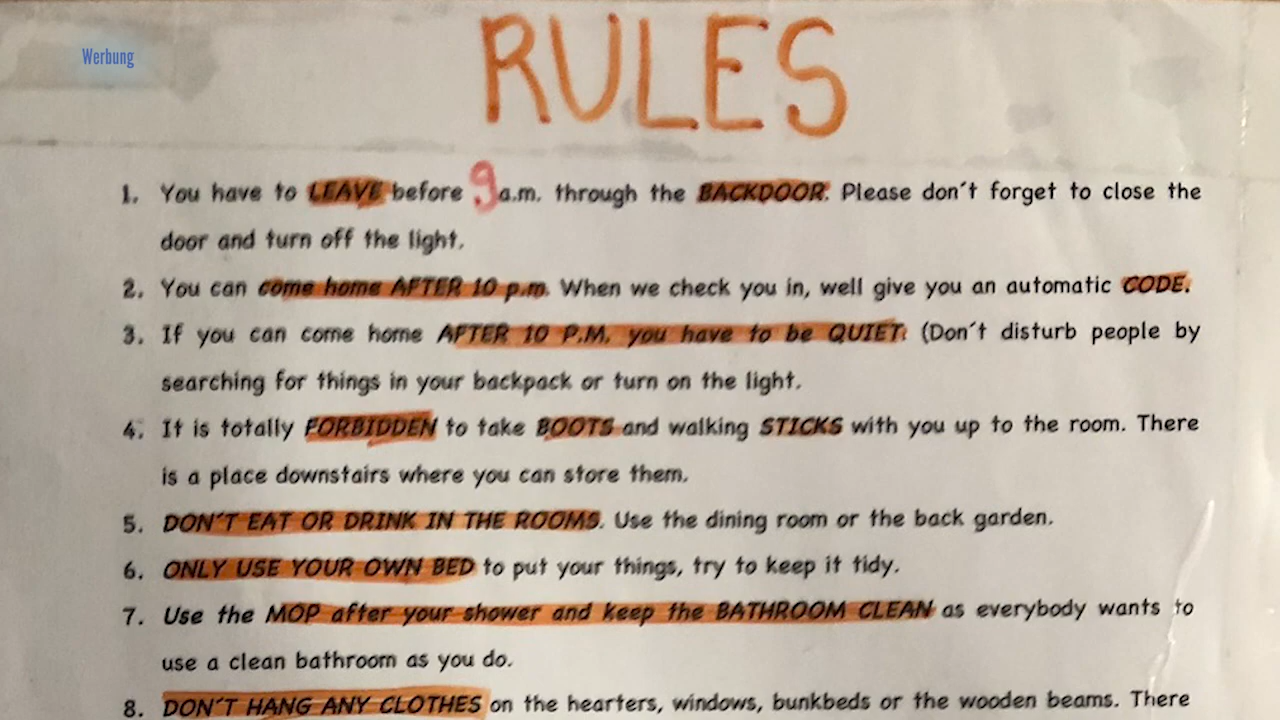 Werbung
RULES
1. You have to LEAVE before 9 a.m. through the BACKDOOR. Please don´t forget to close the
door and turn off the light.
2. You can come home AFTER 10 p.m. When we check you in, well give you an automatic CODE.
3. If you can come home AFTER 10 P.M. you have to be QUIET: (Don´t disturb people by
searching for things in your backpack or turn on the light.
4. It is totally FORBIDDEN to take BOOTS and walking STICKS with you up to the room. There
is a place downstairs where you can store them.
5. DON´T EAT OR DRINK IN THE ROOMS. Use the dining room or the back garden.
6. ONLY USE YOUR OWN BED to put your things, try to keep it tidy.
7. Use the MOP after your shower and keep the BATHROOM CLEAN as everybody wants to
use a clean bathroom as you do.
8. DON´T HANG ANY CLOTHES on the hearters, windows, bunkbeds or the wooden beams. There